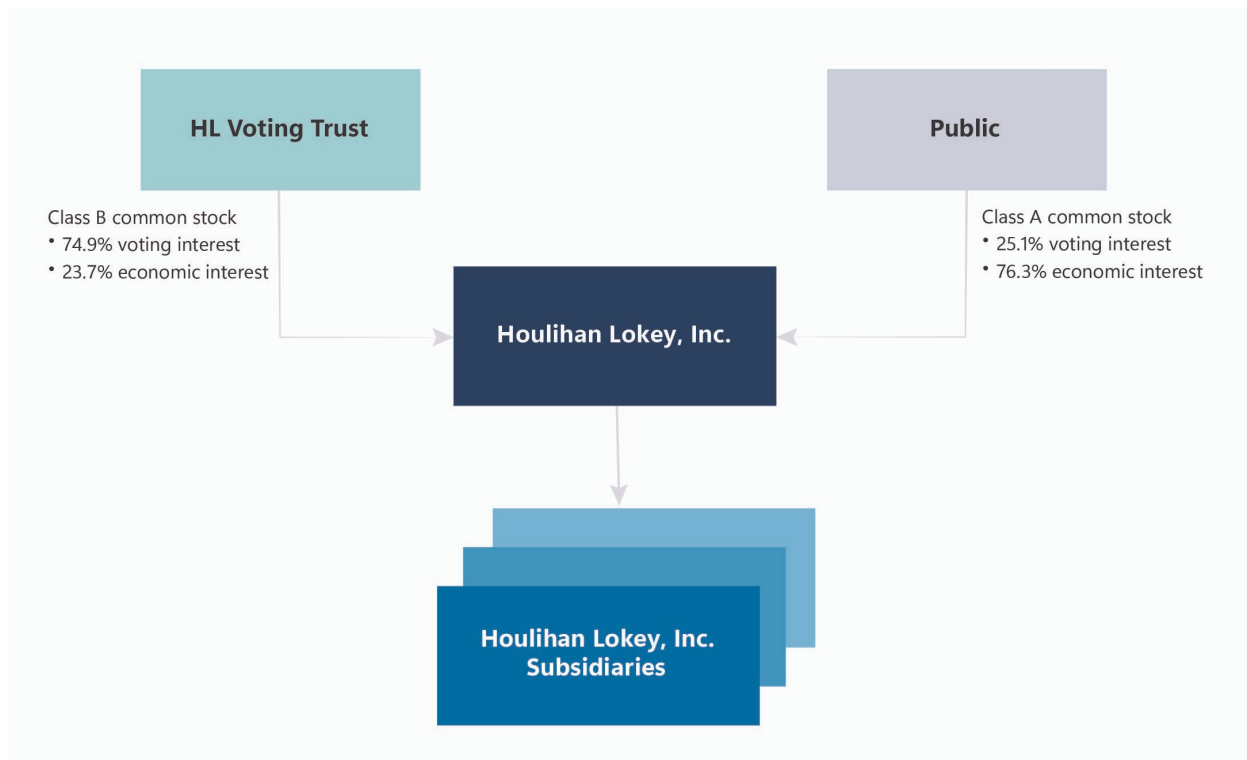 HL Voting Trust
Public
Class B common stock
• 74.9% voting interest
• 23.7% economic interest
Class A common stock
• 25.1% voting interest
• 76.3% economic interest
Houlihan Lokey, Inc.
Houlihan Lokey, Inc.
Subsidiaries